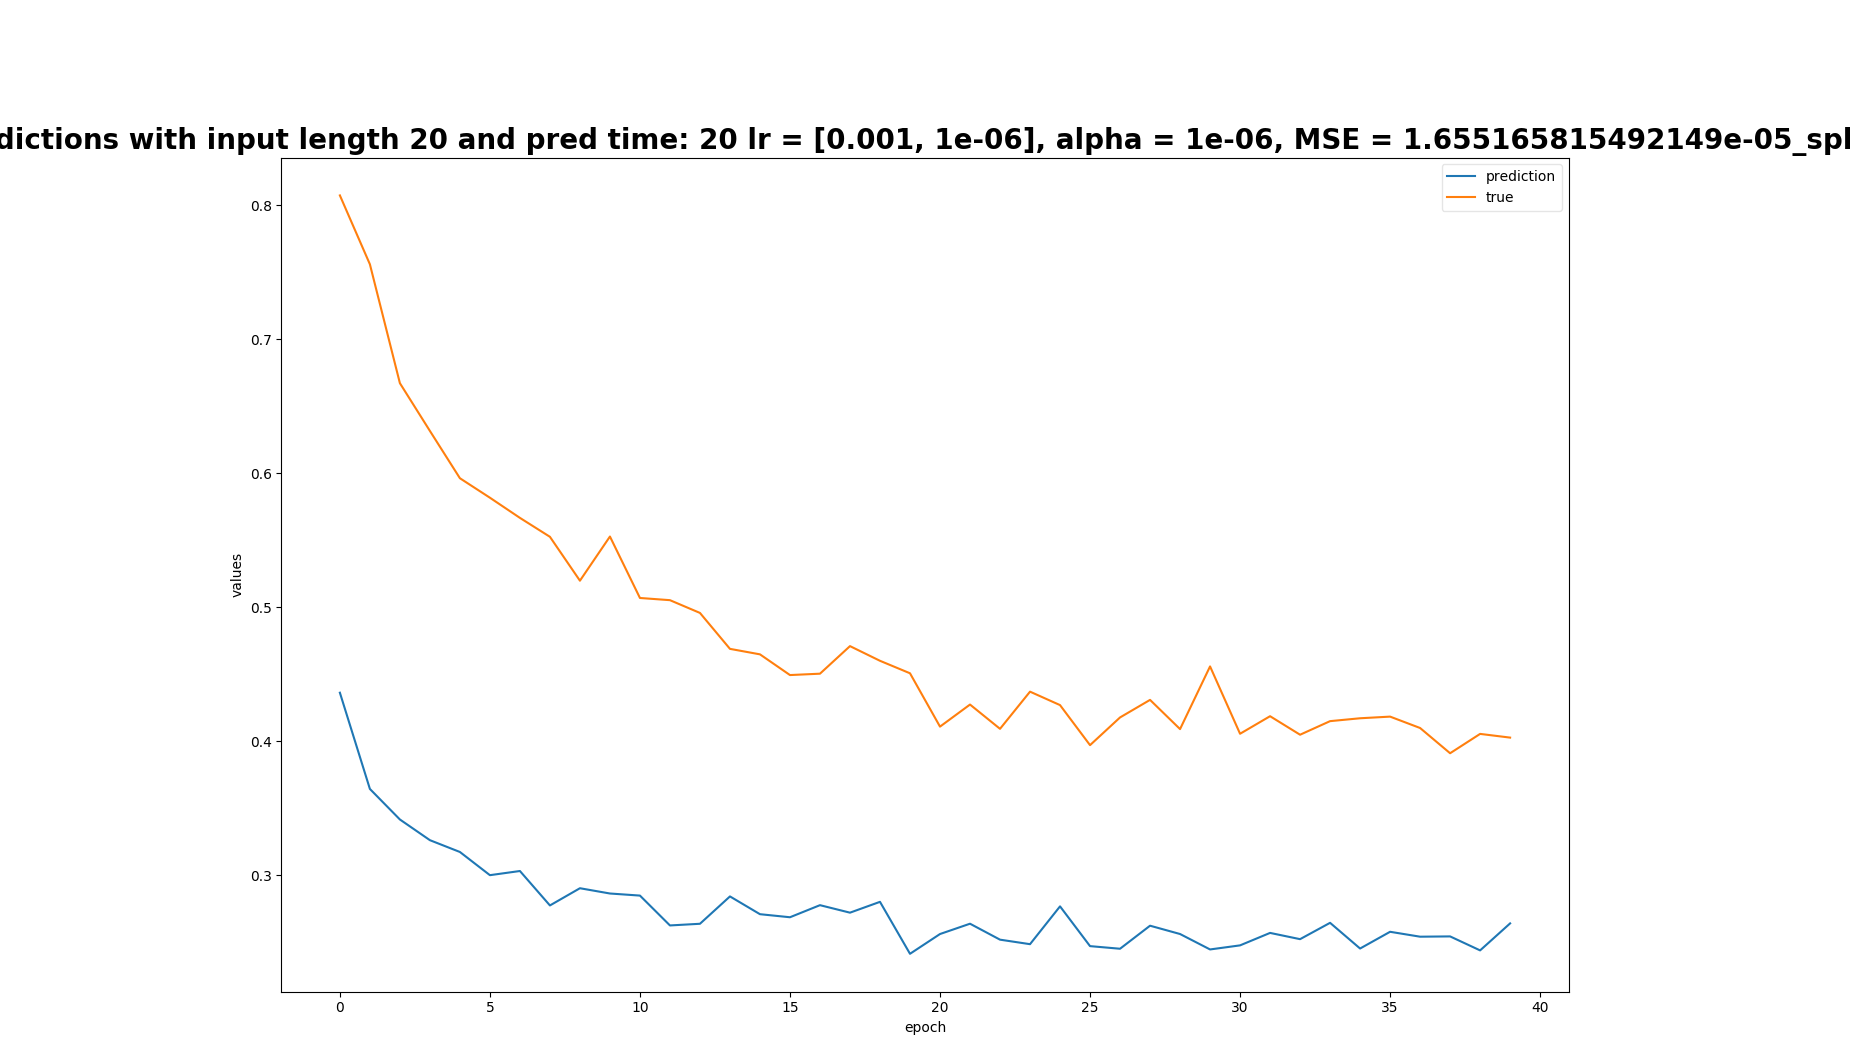 dictions with input length 20 and pred time: 20 lr = [0.001, 1e-06], alpha = 1e-06, MSE = 1.655165815492149e-05_spl
prediction
true
0.8
0.7
0.6
0.5
0.4
0.3
values
0 5 10 15 20 25 30 35 40
epoch